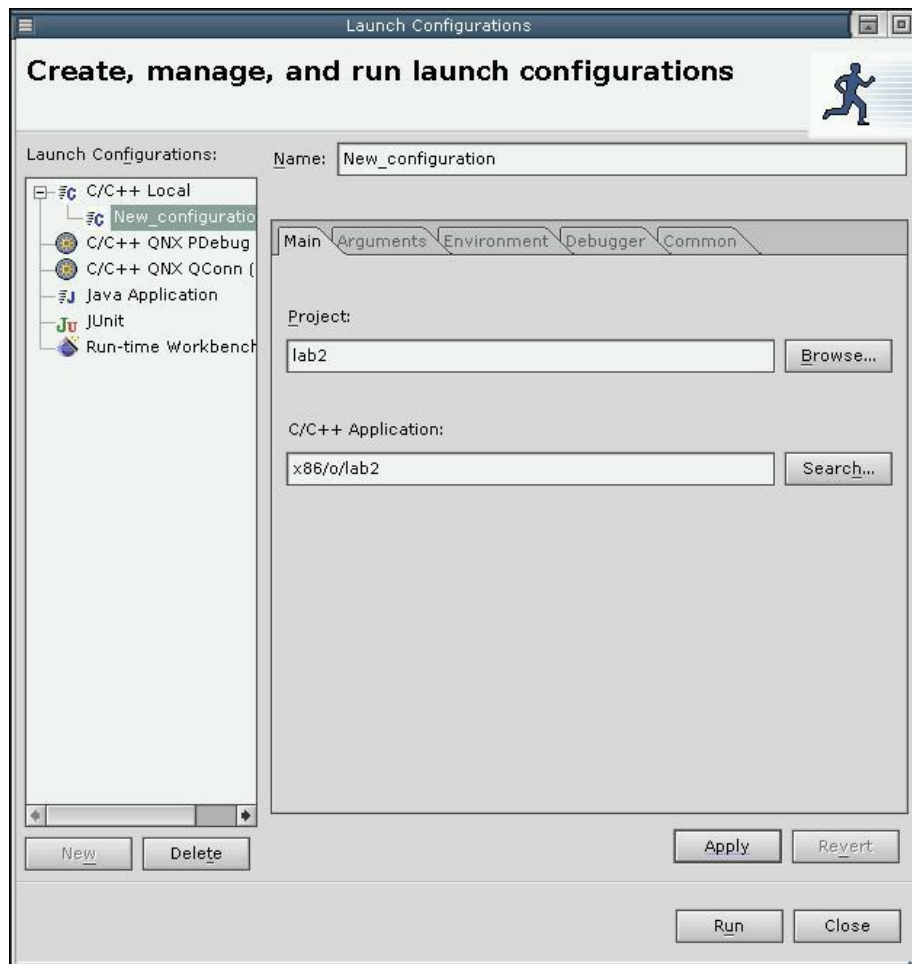 Launch Configurations
Create, manage, and run launch configurations
Launch Configurations:
C/C++ Local
New_configuratio
C/C++ QNX PDebug
C/C++ QNX QConn (
Java Application
JUnit
Run-time Workbench
New
Delete
Name: New_configuration
Main Arguments Environment Debugger Common
Project:
lab2
Browse...
C/C++ Application:
x86/o/lab2
Search...
Apply
Revert
Run
Close